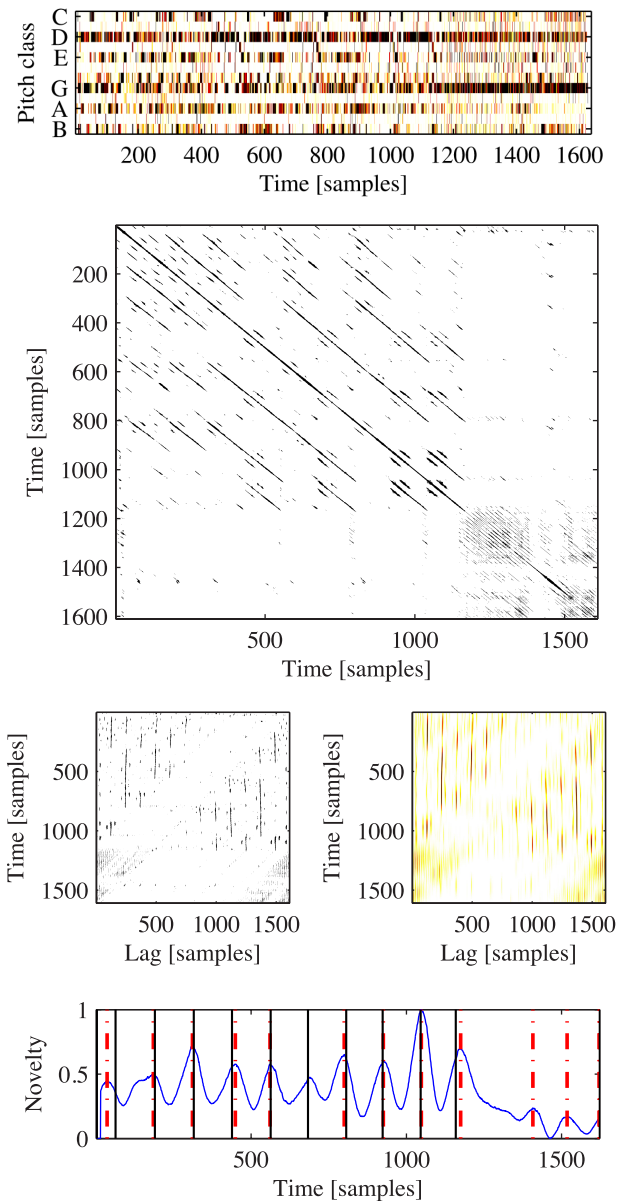 Pitch class
C
D
E
G
A
B
200 400 600 800 1000 1200 1400 1600
Time [samples]
Time [samples]
200
400
600
800
1000
1200
1400
1600
500 1000 1500
Time [samples]
Time [samples]
500
1000
1500
500 1000 1500
Lag [samples]
Time [samples]
500
1000
1500
500 1000 1500
Lag [samples]
Novelty
1
0.5
0
500 1000 1500
Time [samples]